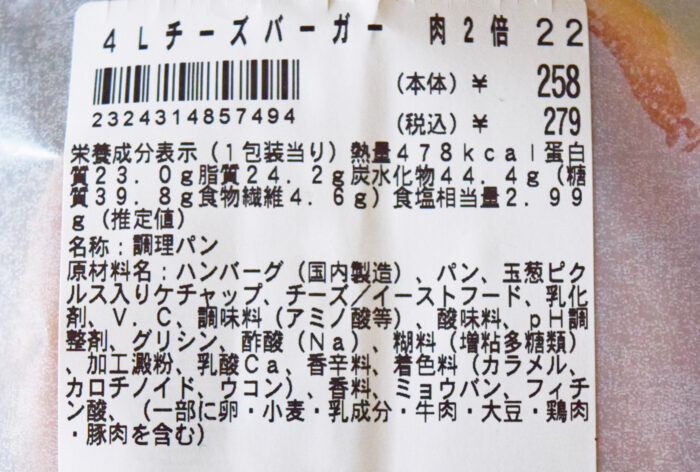 4Lチーズバーガー 肉2倍 22
(本体)¥ 258
2324314857494
(税込)¥ 279
栄養成分表示(1包装当り)熱量478kcal蛋白
質23.0g脂質24.2g炭水化物44.4g(糖
質39.8g食物繊維4.6g)食塩相当量2.99
g(推定値)
名称:調理パン
原材料名:ハンバーグ(国内製造)、パン、玉葱ピク
ルス入りケチャップ、チーズ/イーストフード、乳化
剤、V.C、調味料(アミノ酸等)、酸味料、pH調
整剤、グリシン、酢酸(Na)、糊料(増粘多糖類)
、加工澱粉、乳酸Ca、香辛料、着色料(カラメル、
カロチノイド、ウコン)、香料、ミョウバン、フィチ
ン酸、(一部に卵・小麦・乳成分・牛肉・大豆・鶏肉
・豚肉を含む)